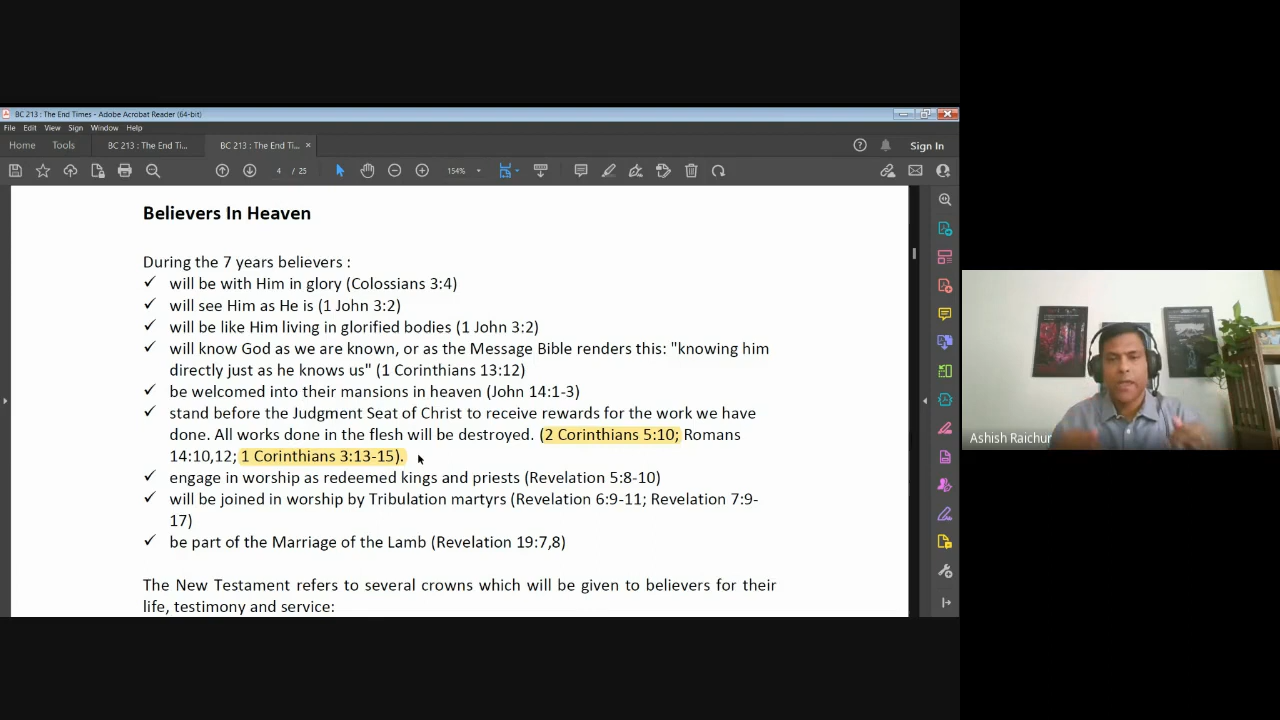 BC 213 : The End Times - Adobe Acrobat Reader (64-bit)
File Edit View Sign Window Help
Home Tools BC 213 : The End Ti... BC 213 : The End Ti... × Sign In
4 / 25 154%
Believers In Heaven
During the 7 years believers :
✓ will be with Him in glory (Colossians 3:4)
✓ will see Him as He is (1 John 3:2)
✓ will be like Him living in glorified bodies (1 John 3:2)
✓ will know God as we are known, or as the Message Bible renders this: "knowing him
directly just as he knows us" (1 Corinthians 13:12)
✓ be welcomed into their mansions in heaven (John 14:1-3)
✓ stand before the Judgment Seat of Christ to receive rewards for the work we have
done. All works done in the flesh will be destroyed. (2 Corinthians 5:10; Romans
14:10,12; 1 Corinthians 3:13-15).
✓ engage in worship as redeemed kings and priests (Revelation 5:8-10)
✓ will be joined in worship by Tribulation martyrs (Revelation 6:9-11; Revelation 7:9-
17)
✓ be part of the Marriage of the Lamb (Revelation 19:7,8)
The New Testament refers to several crowns which will be given to believers for their
life, testimony and service:
Ashish Raichur